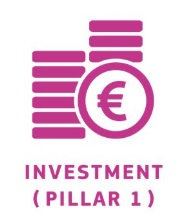 €
INVESTMENT
(PILLAR 1)